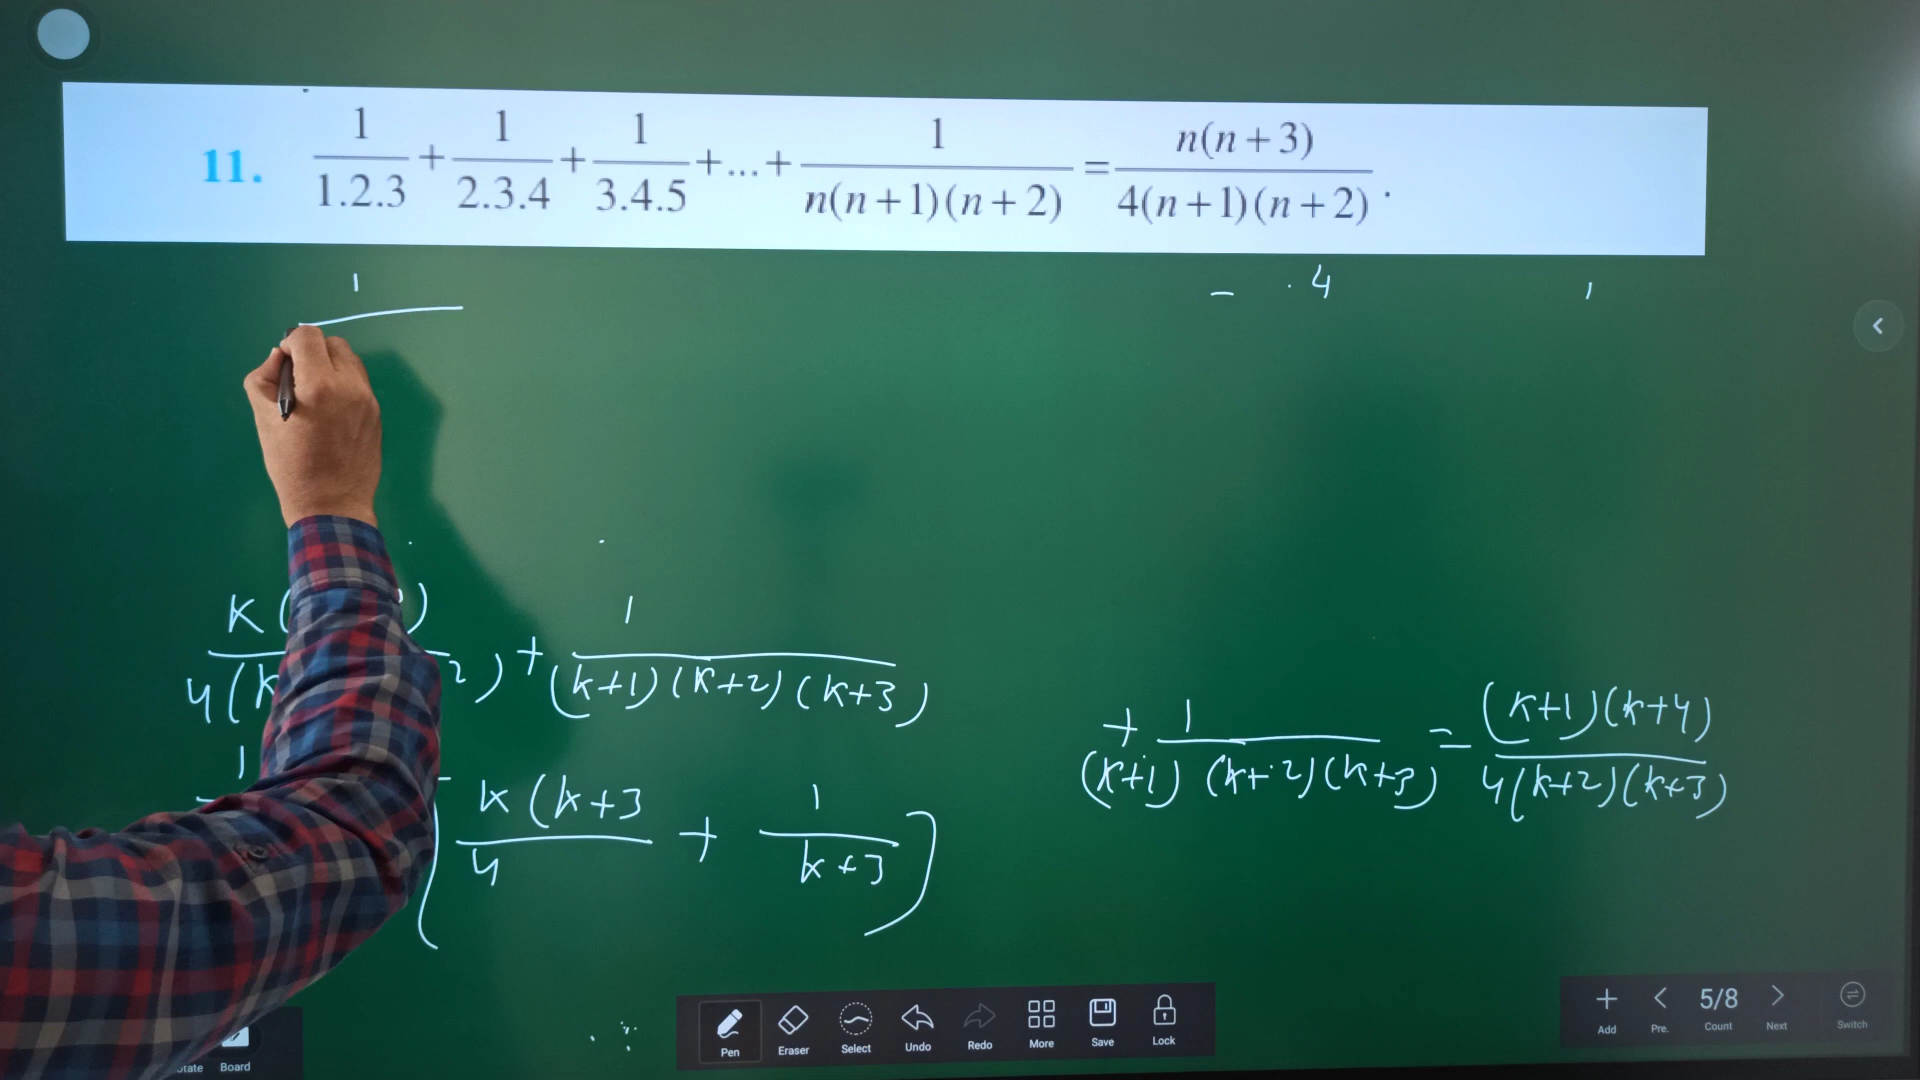 11. 1/1.2.3 + 1/2.3.4 + 1/3.4.5 +...+ 1/n(n+1)(n+2) = n(n+3)/4(n+1)(n+2).
1
- . 4
K ( ) / 4(k 2) + 1/(k+1)(k+2)(k+3)
+ 1/(k+1)(k+2)(k+3) = (k+1)(k+4)/4(k+2)(k+3)
1 ( k(k+3/4 + 1/k+3 )
Pen Eraser Select Undo Redo More Save Lock
Board
5/8
Add Pre. Count Next Switch